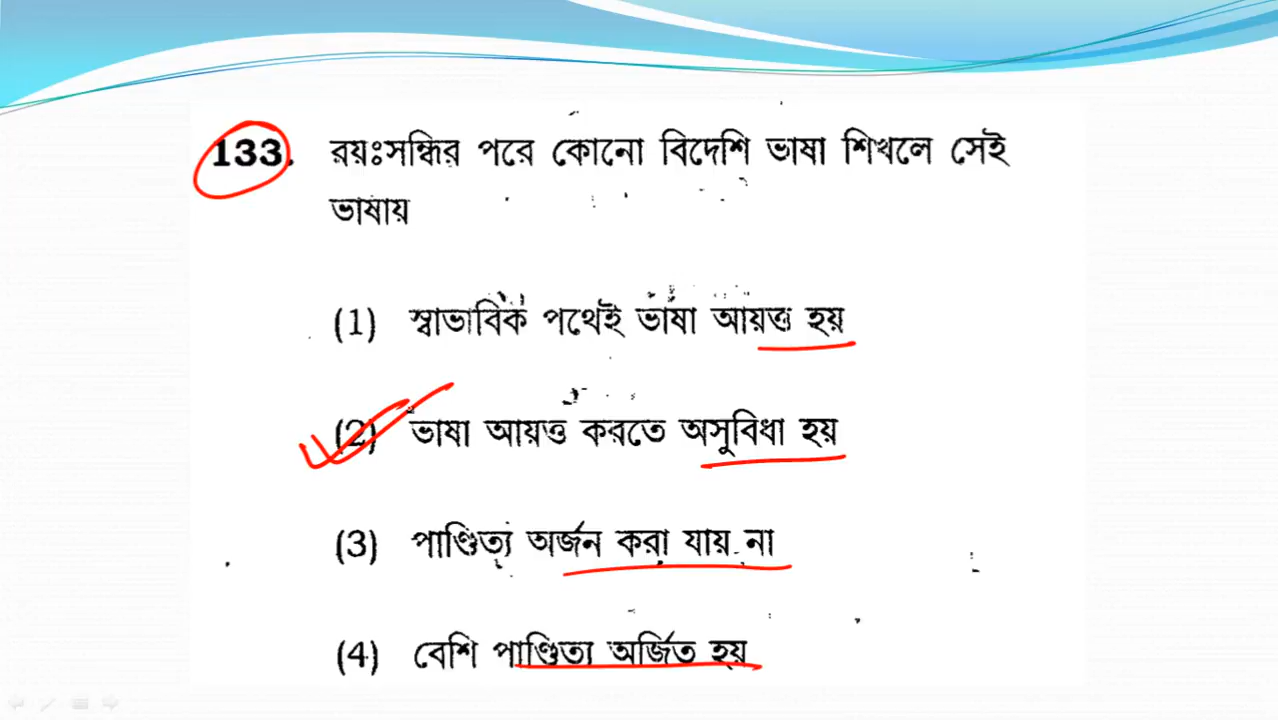 133. রয়ঃসন্ধির পরে কোনো বিদেশি ভাষা শিখলে সেই
ভাষায়
(1) স্বাভাবিক পথেই ভাষা আয়ত্ত হয়
(2) ভাষা আয়ত্ত করতে অসুবিধা হয়
(3) পাণ্ডিত্য অর্জন করা যায় না
(4) বেশি পাণ্ডিত্য অর্জিত হয়